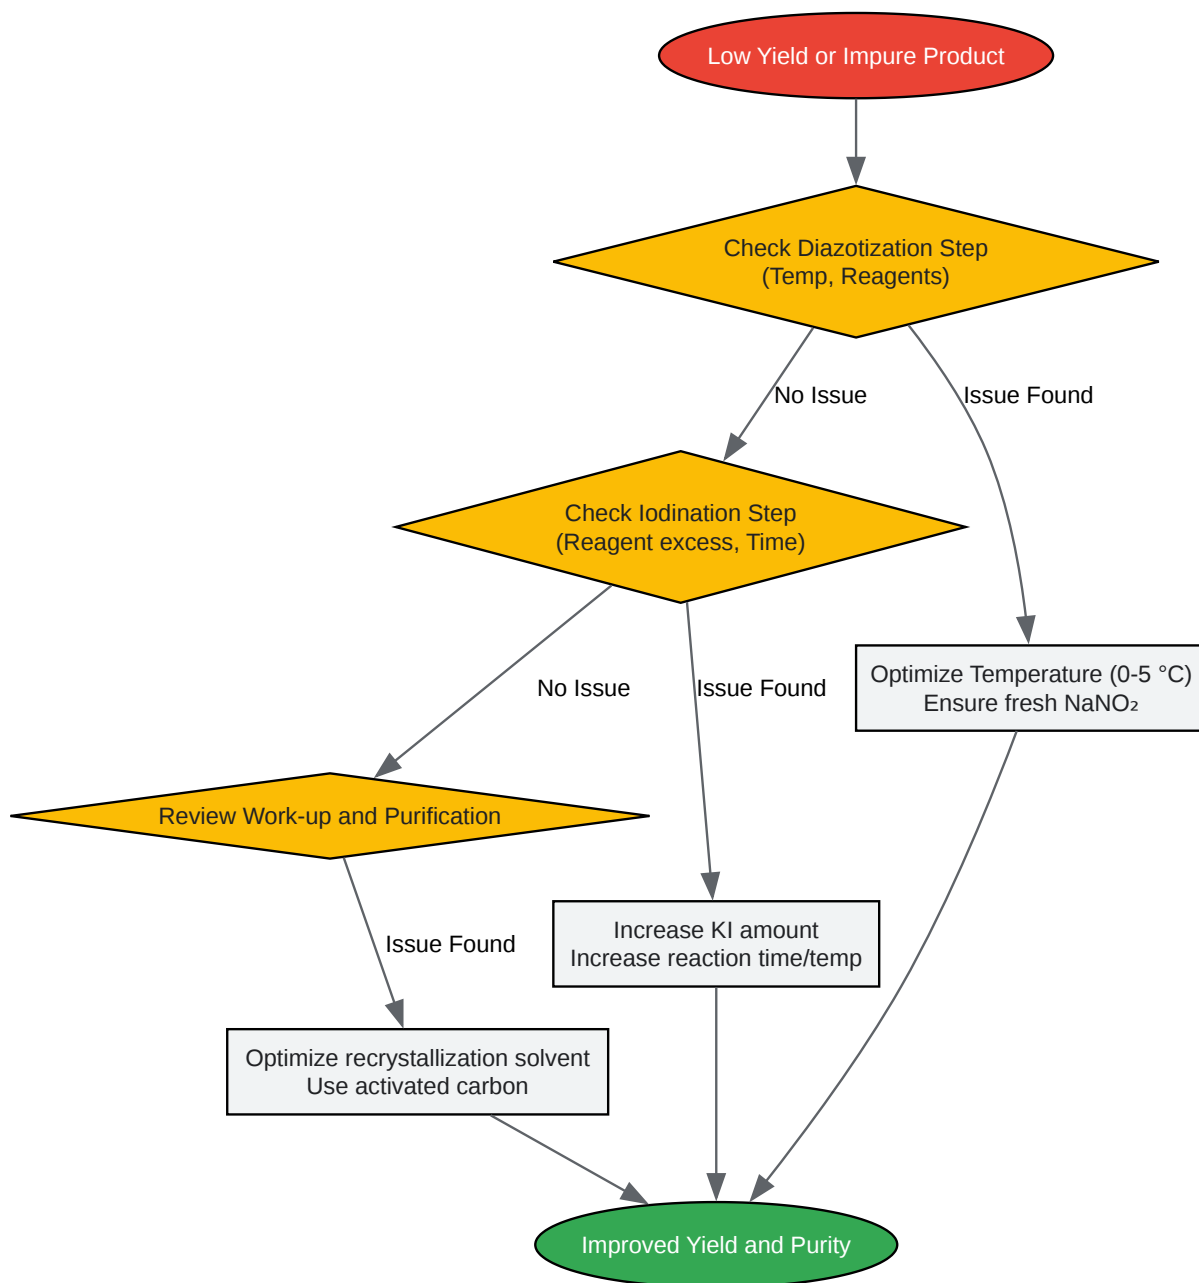 Low Yield or Impure Product
Check Diazotization Step
(Temp, Reagents)
No Issue
Issue Found
Check Iodination Step
(Reagent excess, Time)
Optimize Temperature (0-5 °C)
Ensure fresh NaNO₂
No Issue
Issue Found
Review Work-up and Purification
Increase KI amount
Increase reaction time/temp
Issue Found
Optimize recrystallization solvent
Use activated carbon
Improved Yield and Purity